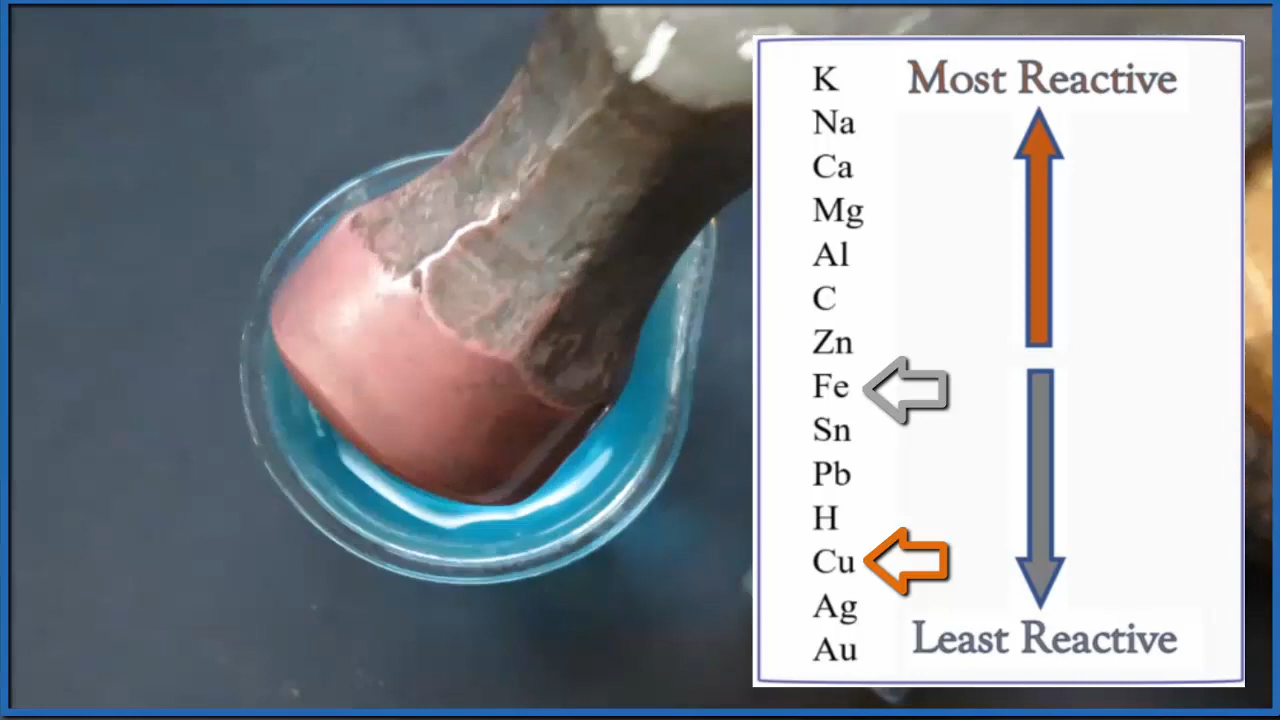 K
Most Reactive
Na
Ca
Mg
Al
C
Zn
Fe
Sn
Pb
H
Cu
Ag
Au
Least Reactive